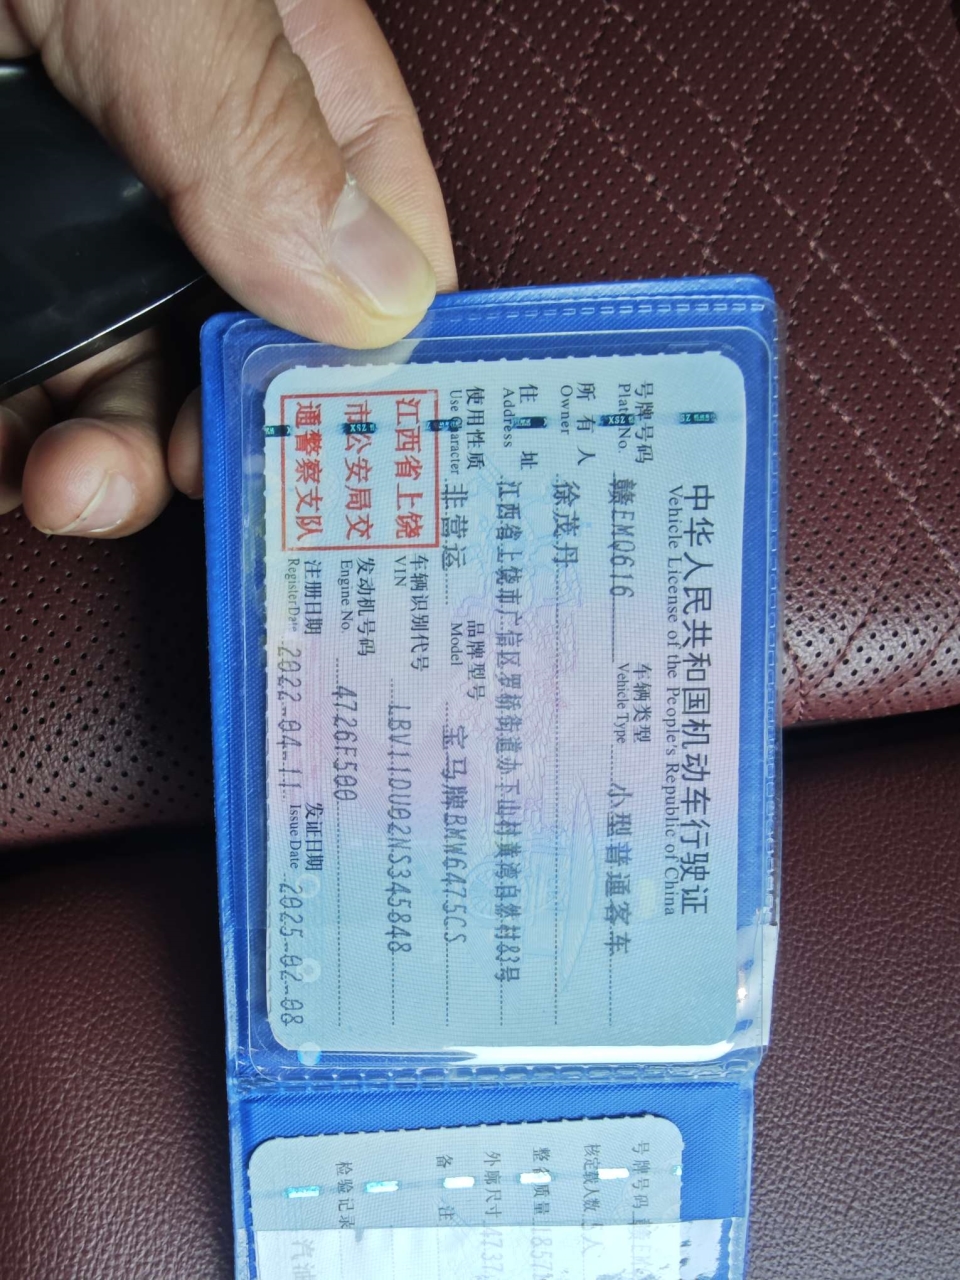 中华人民共和国机动车行驶证
Vehicle License of the People's Republic of China
号牌号码 赣EMQ616 车辆类型 小型普通客车
Plate No. Vehicle Type
所有人 徐茂丹
Owner
住址 江西省上饶市广信区罗桥街道办下山村黄湾自然村83号
Address
使用性质 非营运 品牌型号 宝马牌BMW6475CS
Use Character Model
江西省上饶
市公安局交
通警察支队
车辆识别代号 LBV11DU02NS345848
VIN
发动机号码 4726F500
Engine No.
注册日期 2022-04-11 发证日期 2025-02-08
Register Date Issue Date
号牌号码
核定载人数
整备质量
外廓尺寸
备注
检验记录